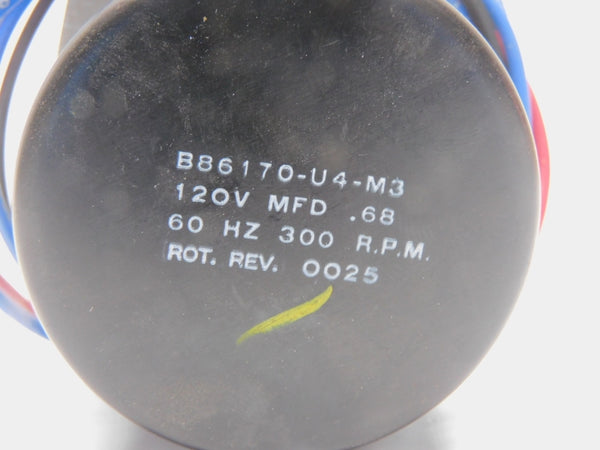 B86170-U4-M3
120V MFD .68
60 HZ 300 R.P.M.
ROT. REV. 0025